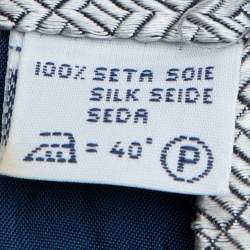 100% SETA SOIE
SILK SEIDE
SEDA
= 40° P